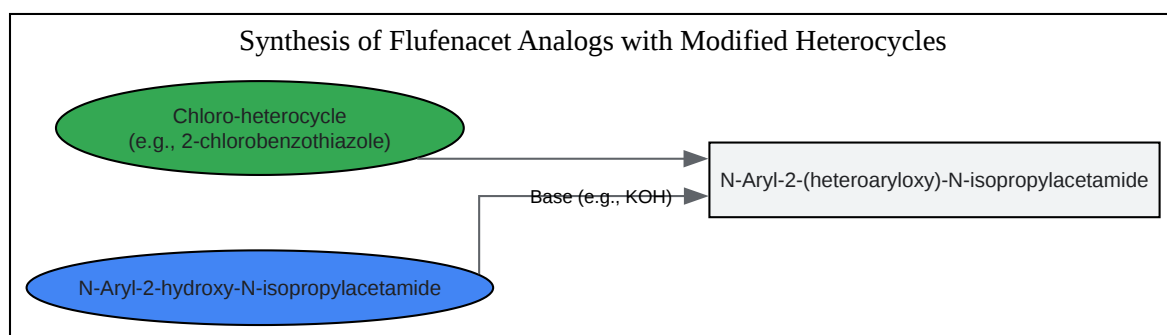 Synthesis of Flufenacet Analogs with Modified Heterocycles
Chloro-heterocycle
(e.g., 2-chlorobenzothiazole)
N-Aryl-2-(heteroaryloxy)-N-isopropylacetamide
Base (e.g., KOH)
N-Aryl-2-hydroxy-N-isopropylacetamide